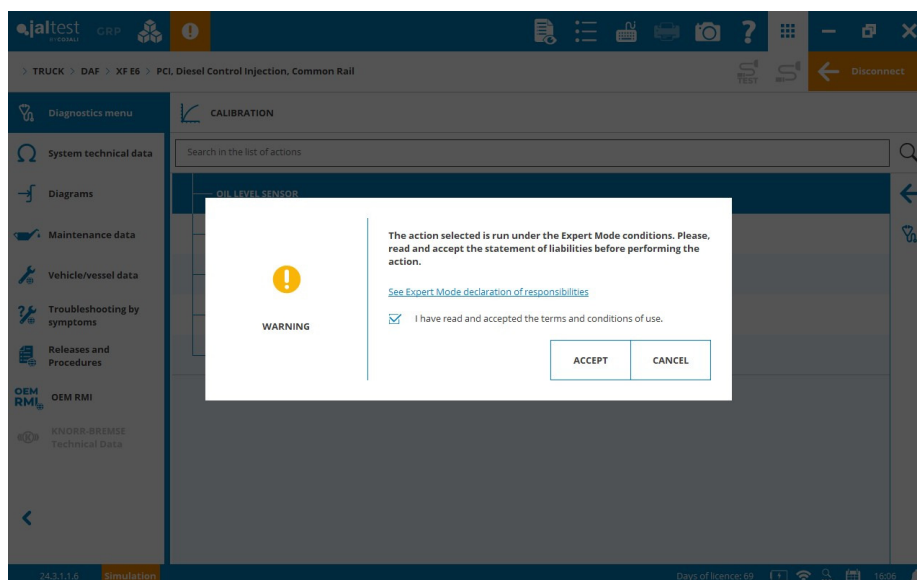 jaltest GRP
BY COJALI
> TRUCK > DAF > XF E6 > PCI, Diesel Control Injection, Common Rail
TEST
Disconnect
Diagnostics menu
CALIBRATION
System technical data
Search in the list of actions
Diagrams
OIL LEVEL SENSOR
Maintenance data
Vehicle/vessel data
Troubleshooting by
symptoms
Releases and
Procedures
OEM
RMI
OEM RMI
KNORR-BREMSE
Technical Data
WARNING
The action selected is run under the Expert Mode conditions. Please,
read and accept the statement of liabilities before performing the
action.
See Expert Mode declaration of responsibilities
I have read and accepted the terms and conditions of use.
ACCEPT
CANCEL
24.3.1.1.6
Simulation
Days of licence: 69
16:06